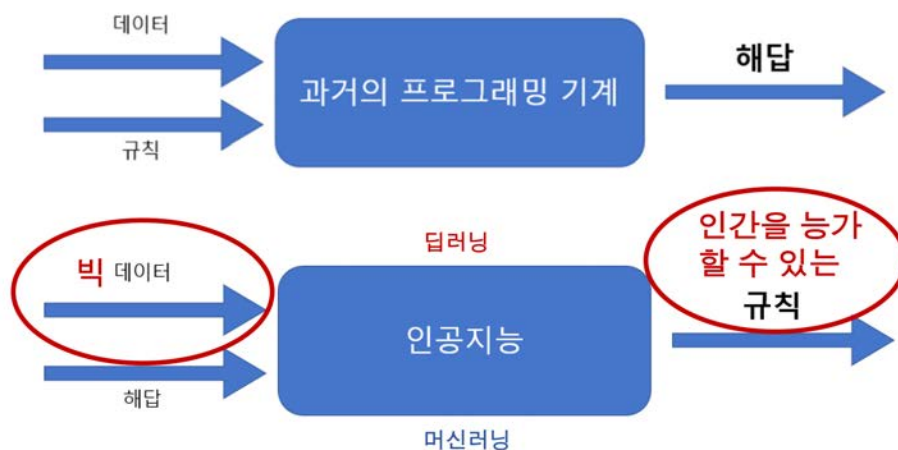 데이터
규칙
과거의 프로그래밍 기계
해답
빅 데이터
해답
딥러닝
인공지능
머신러닝
인간을 능가
할 수 있는
규칙